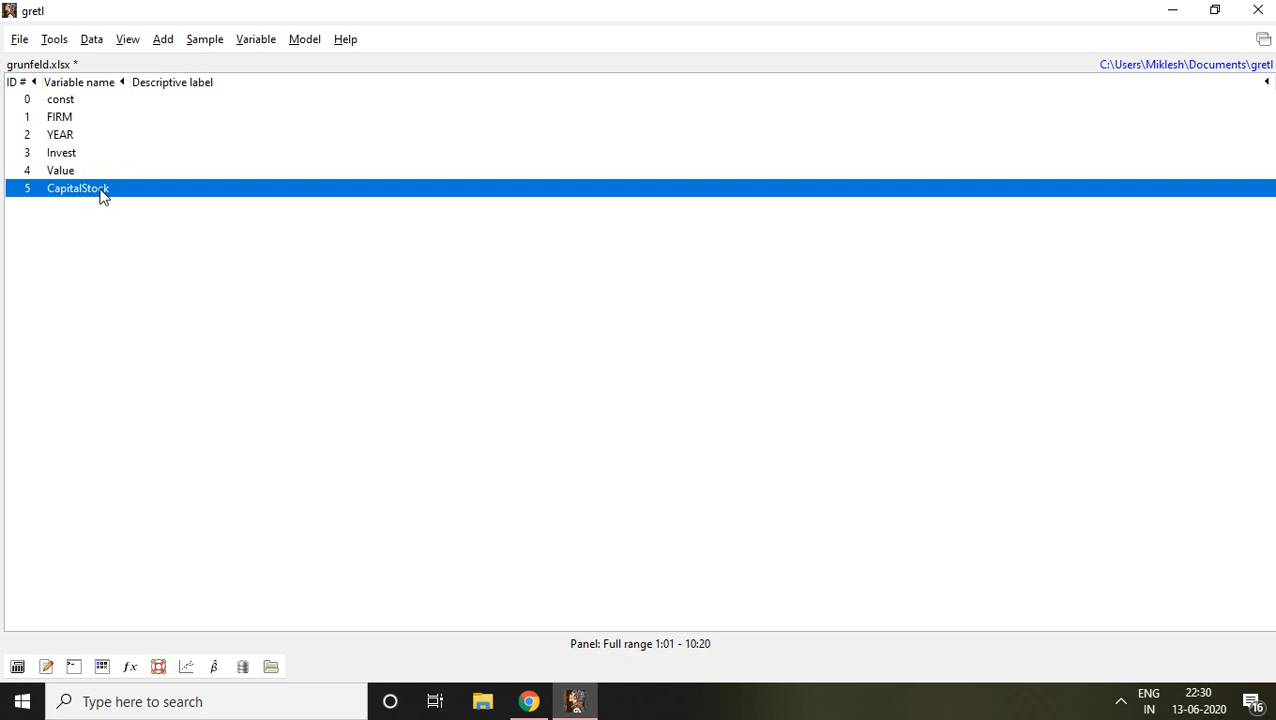 gretl
File Tools Data View Add Sample Variable Model Help
grunfeld.xlsx * C:\Users\Miklesh\Documents\gretl
ID # Variable name Descriptive label
0 const
1 FIRM
2 YEAR
3 Invest
4 Value
5 CapitalStock
Panel: Full range 1:01 - 10:20
fx β̂
Type here to search
ENG 22:30
IN 13-06-2020 16